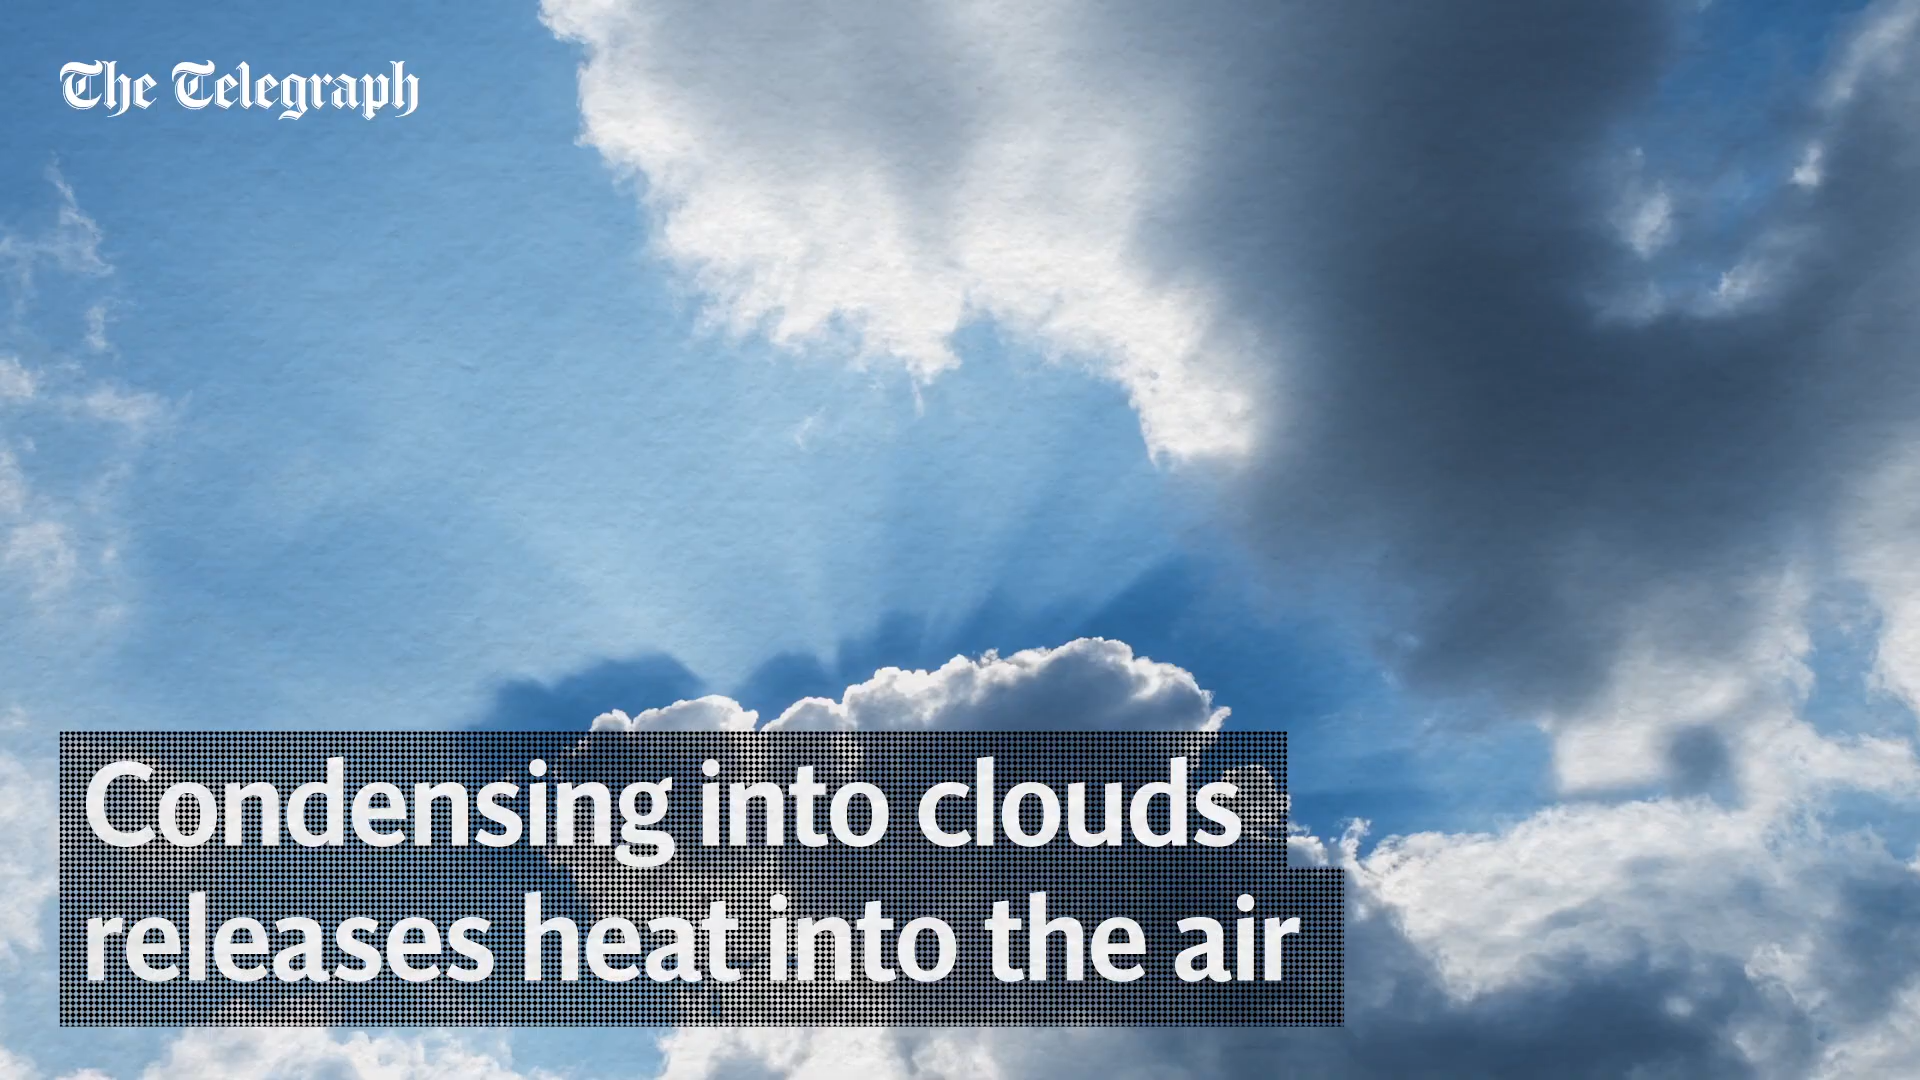 The Telegraph
Condensing into clouds
releases heat into the air